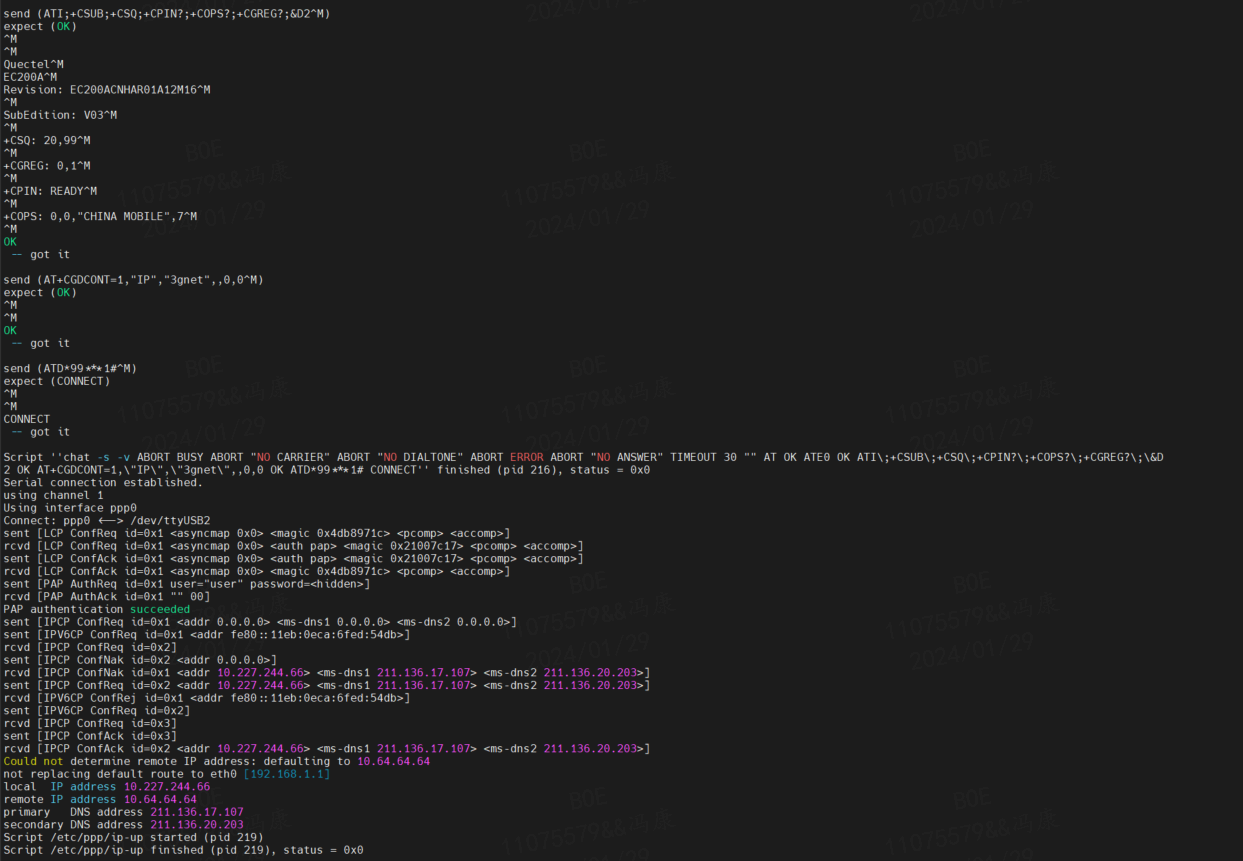 send (ATI;+CSUB;+CSQ;+CPIN?;+COPS?;+CGREG?;&D2^M)
expect (OK)
^M
^M
Quectel^M
EC200A^M
Revision: EC200ACNHAR01A12M16^M
^M
SubEdition: V03^M
^M
+CSQ: 20,99^M
^M
+CGREG: 0,1^M
^M
+CPIN: READY^M
^M
+COPS: 0,0,"CHINA MOBILE",7^M
^M
OK
 -- got it
send (AT+CGDCONT=1,"IP","3gnet",,0,0^M)
expect (OK)
^M
^M
OK
 -- got it
send (ATD*99***1#^M)
expect (CONNECT)
^M
^M
CONNECT
 -- got it
Script ''chat -s -v ABORT BUSY ABORT "NO CARRIER" ABORT "NO DIALTONE" ABORT ERROR ABORT "NO ANSWER" TIMEOUT 30 "" AT OK ATE0 OK ATI\;+CSUB\;+CSQ\;+CPIN?\;+COPS?\;+CGREG?\;\&D
2 OK AT+CGDCONT=1,\"IP\",\"3gnet\",,0,0 OK ATD*99***1# CONNECT'' finished (pid 216), status = 0x0
Serial connection established.
using channel 1
Using interface ppp0
Connect: ppp0 <--> /dev/ttyUSB2
sent [LCP ConfReq id=0x1 <asyncmap 0x0> <magic 0x4db8971c> <pcomp> <accomp>]
rcvd [LCP ConfReq id=0x1 <asyncmap 0x0> <auth pap> <magic 0x21007c17> <pcomp> <accomp>]
sent [LCP ConfAck id=0x1 <asyncmap 0x0> <auth pap> <magic 0x21007c17> <pcomp> <accomp>]
rcvd [LCP ConfAck id=0x1 <asyncmap 0x0> <magic 0x4db8971c> <pcomp> <accomp>]
sent [PAP AuthReq id=0x1 user="user" password=<hidden>]
rcvd [PAP AuthAck id=0x1 "" 00]
PAP authentication succeeded
sent [IPCP ConfReq id=0x1 <addr 0.0.0.0> <ms-dns1 0.0.0.0> <ms-dns2 0.0.0.0>]
sent [IPV6CP ConfReq id=0x1 <addr fe80::11eb:0eca:6fed:54db>]
rcvd [IPCP ConfReq id=0x2]
sent [IPCP ConfNak id=0x2 <addr 0.0.0.0>]
rcvd [IPCP ConfNak id=0x1 <addr 10.227.244.66> <ms-dns1 211.136.17.107> <ms-dns2 211.136.20.203>]
sent [IPCP ConfReq id=0x2 <addr 10.227.244.66> <ms-dns1 211.136.17.107> <ms-dns2 211.136.20.203>]
rcvd [IPV6CP ConfRej id=0x1 <addr fe80::11eb:0eca:6fed:54db>]
sent [IPV6CP ConfReq id=0x2]
rcvd [IPCP ConfReq id=0x3]
sent [IPCP ConfAck id=0x3]
rcvd [IPCP ConfAck id=0x2 <addr 10.227.244.66> <ms-dns1 211.136.17.107> <ms-dns2 211.136.20.203>]
Could not determine remote IP address: defaulting to 10.64.64.64
not replacing default route to eth0 [192.168.1.1]
local  IP address 10.227.244.66
remote IP address 10.64.64.64
primary   DNS address 211.136.17.107
secondary DNS address 211.136.20.203
Script /etc/ppp/ip-up started (pid 219)
Script /etc/ppp/ip-up finished (pid 219), status = 0x0